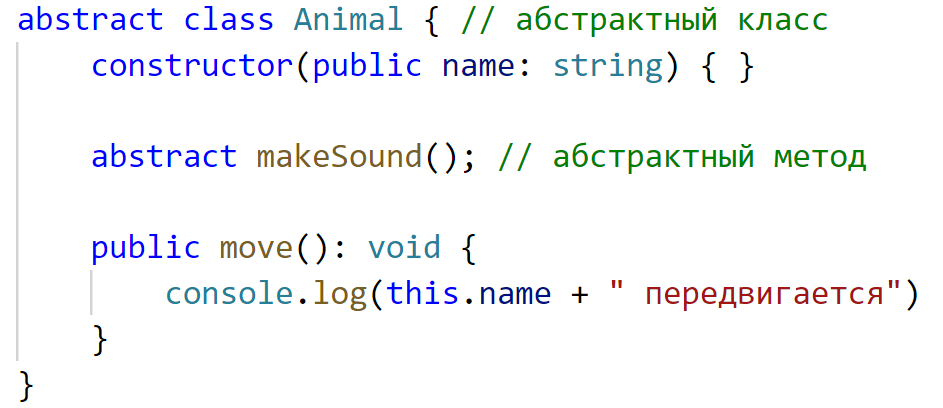 abstract class Animal { // абстрактный класс
constructor(public name: string) { }
abstract makeSound(); // абстрактный метод
public move(): void {
console.log(this.name + " передвигается")
}
}